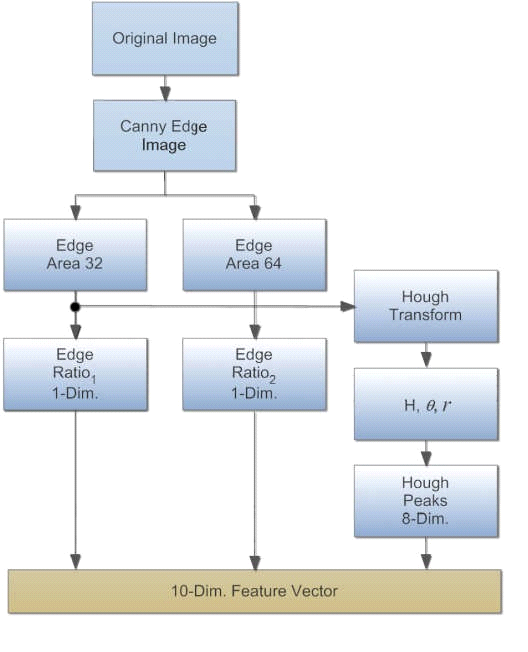 Original Image
Canny Edge
Image
Edge
Area 32
Edge
Area 64
Hough
Transform
Edge
Ratio1
1-Dim.
Edge
Ratio2
1-Dim.
H, θ, r
Hough
Peaks
8-Dim.
10-Dim. Feature Vector